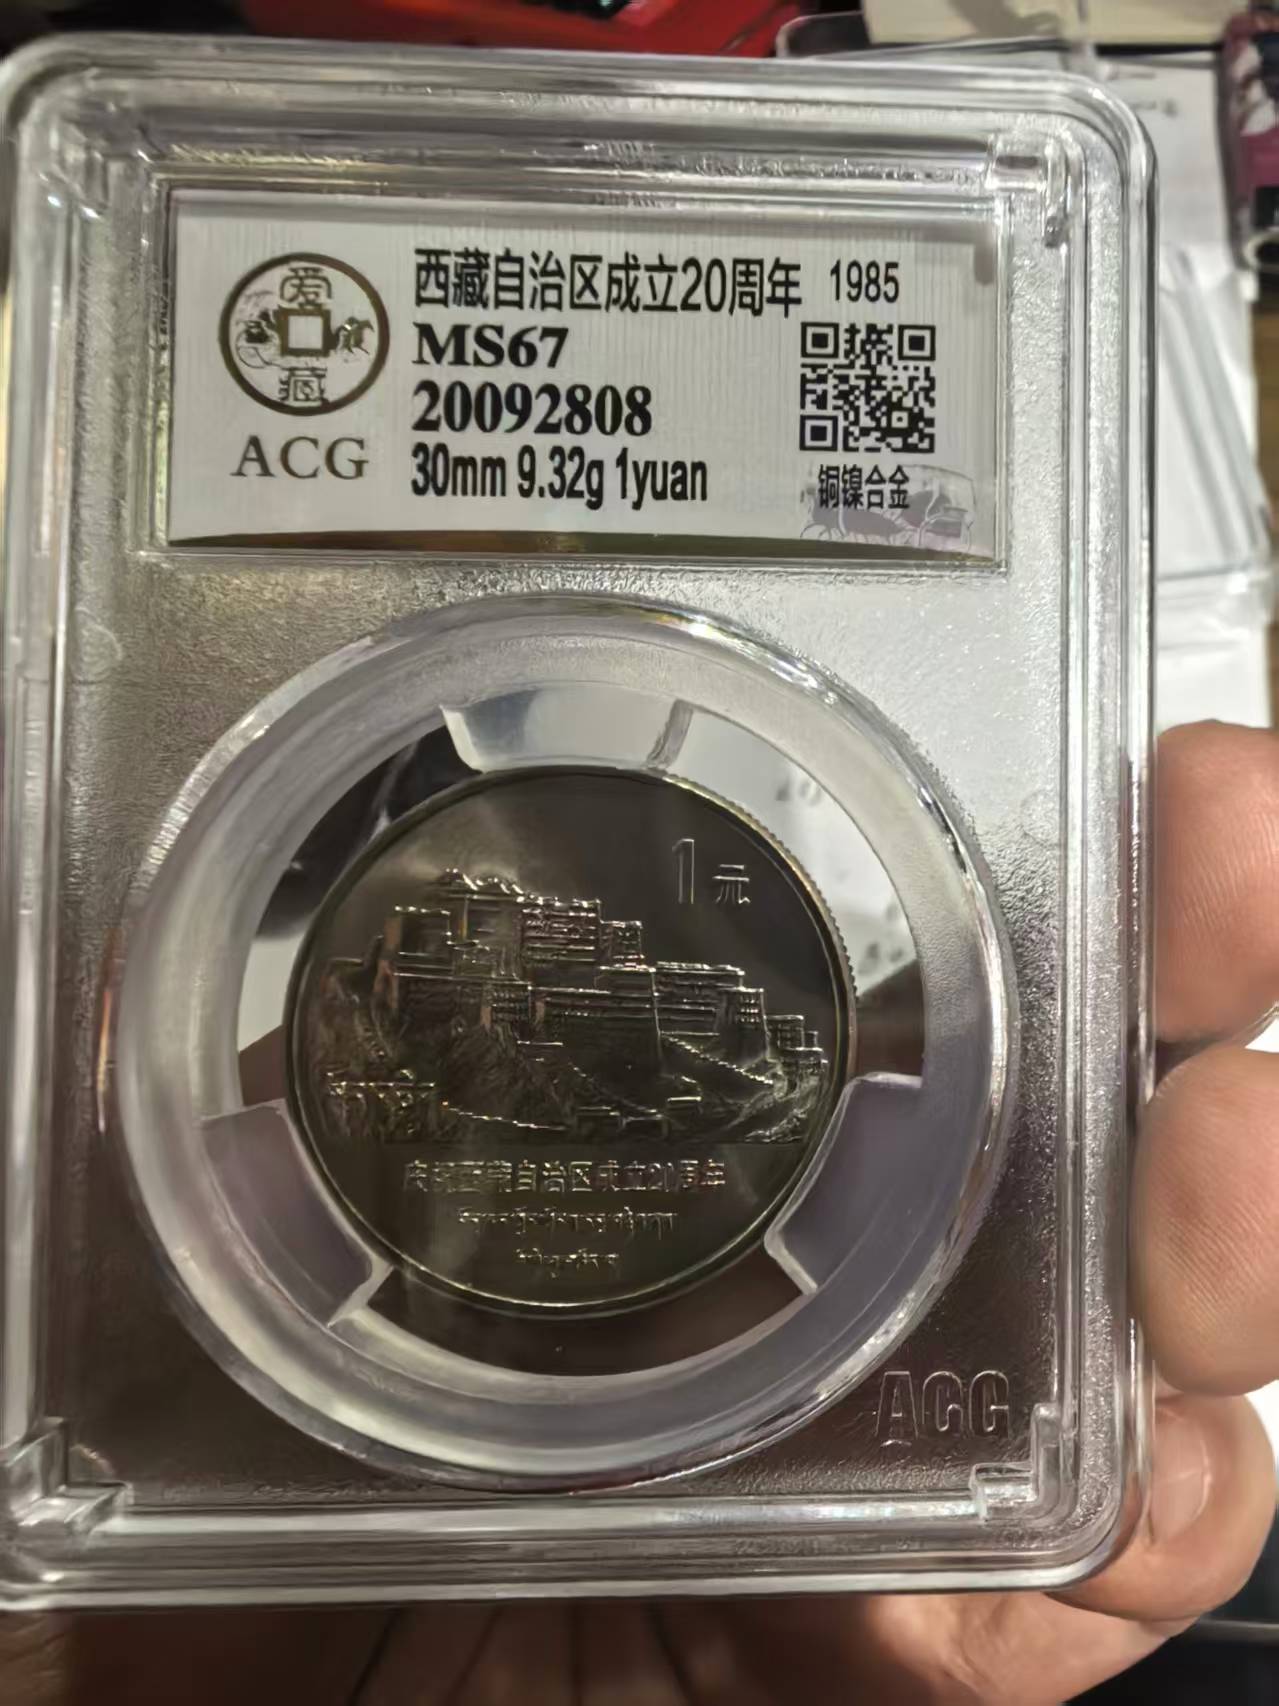 爱
藏
ACG
西藏自治区成立20周年 1985
MS67
20092808
30mm 9.32g 1yuan
铜镍合金
1元
庆祝西藏自治区成立20周年
ACG